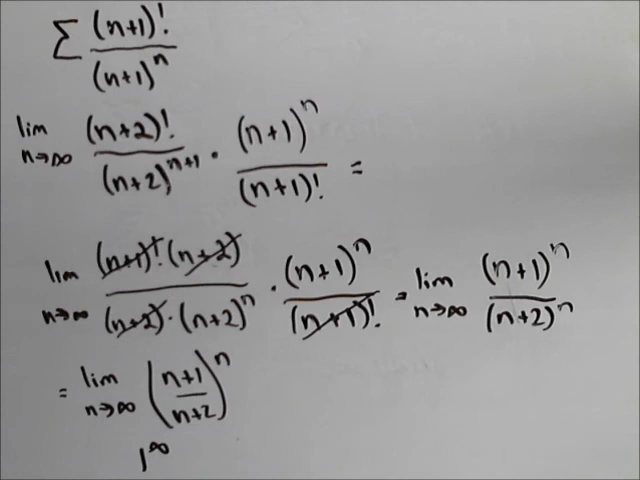 ∑ (n+1)! / (n+1)^n
lim n→∞ (n+2)! / (n+2)^(n+1) · (n+1)^n / (n+1)! =
lim n→∞ (n+1)!(n+2) / (n+2)·(n+2)^n · (n+1)^n / (n+1)! = lim n→∞ (n+1)^n / (n+2)^n
= lim n→∞ ((n+1)/(n+2))^n
1^∞